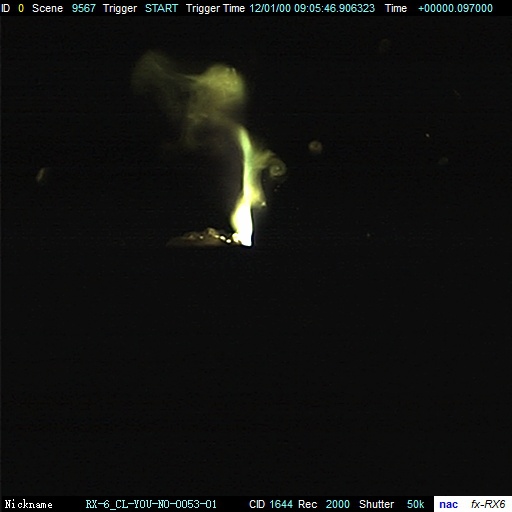 ID 0 Scene 9567 Trigger START Trigger Time 12/01/00 09:05:46.906323 Time +00000.097000
Nickname RX-6_CL-YOU-NO-0053-01 CID 1644 Rec 2000 Shutter 50k nac fx-RX6